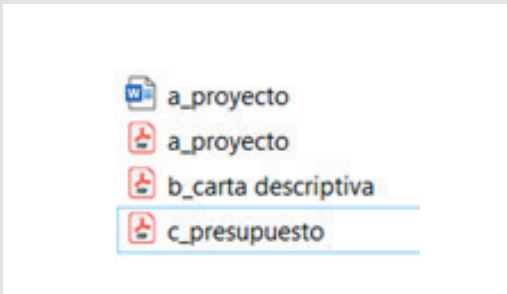 a_proyecto
a_proyecto
b_carta descriptiva
c_presupuesto